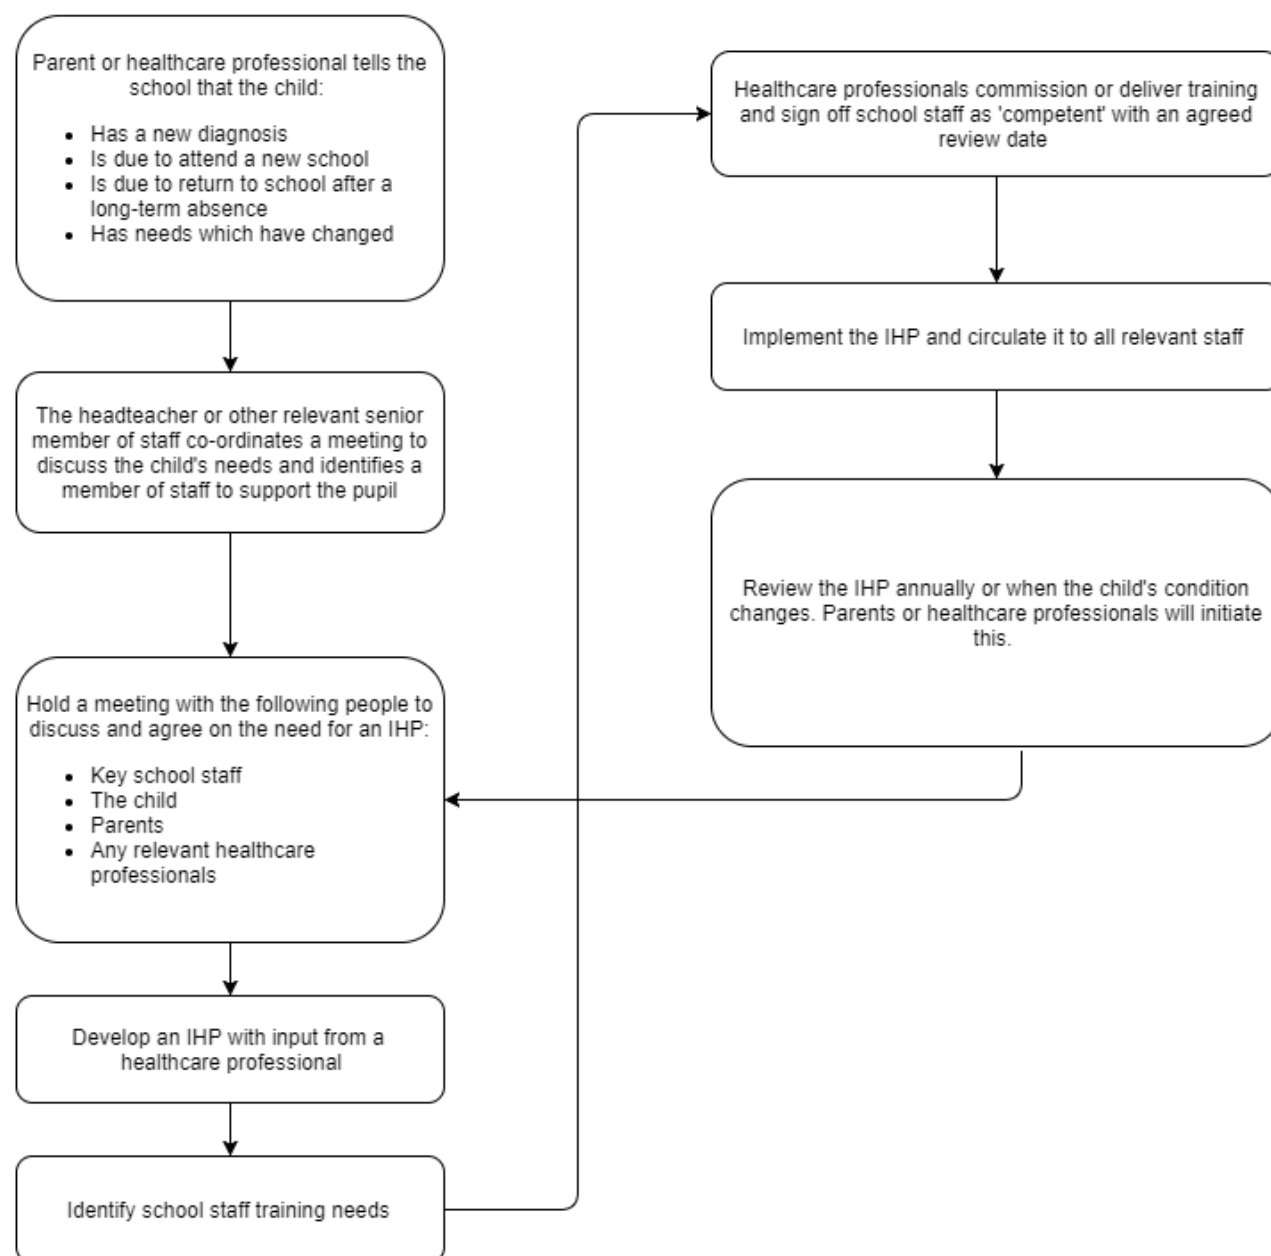 Parent or healthcare professional tells the
school that the child:
• Has a new diagnosis
• Is due to attend a new school
• Is due to return to school after a
long-term absence
• Has needs which have changed
The headteacher or other relevant senior
member of staff co-ordinates a meeting to
discuss the child's needs and identifies a
member of staff to support the pupil
Hold a meeting with the following people to
discuss and agree on the need for an IHP:
• Key school staff
• The child
• Parents
• Any relevant healthcare
professionals
Develop an IHP with input from a
healthcare professional
Identify school staff training needs
Healthcare professionals commission or deliver training
and sign off school staff as 'competent' with an agreed
review date
Implement the IHP and circulate it to all relevant staff
Review the IHP annually or when the child's condition
changes. Parents or healthcare professionals will initiate
this.